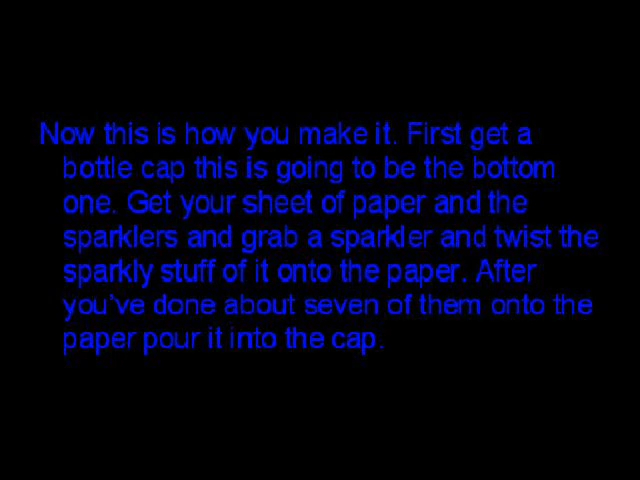 Now this is how you make it. First get a
bottle cap this is going to be the bottom
one. Get your sheet of paper and the
sparklers and grab a sparkler and twist the
sparkly stuff of it onto the paper. After
you've done about seven of them onto the
paper pour it into the cap.